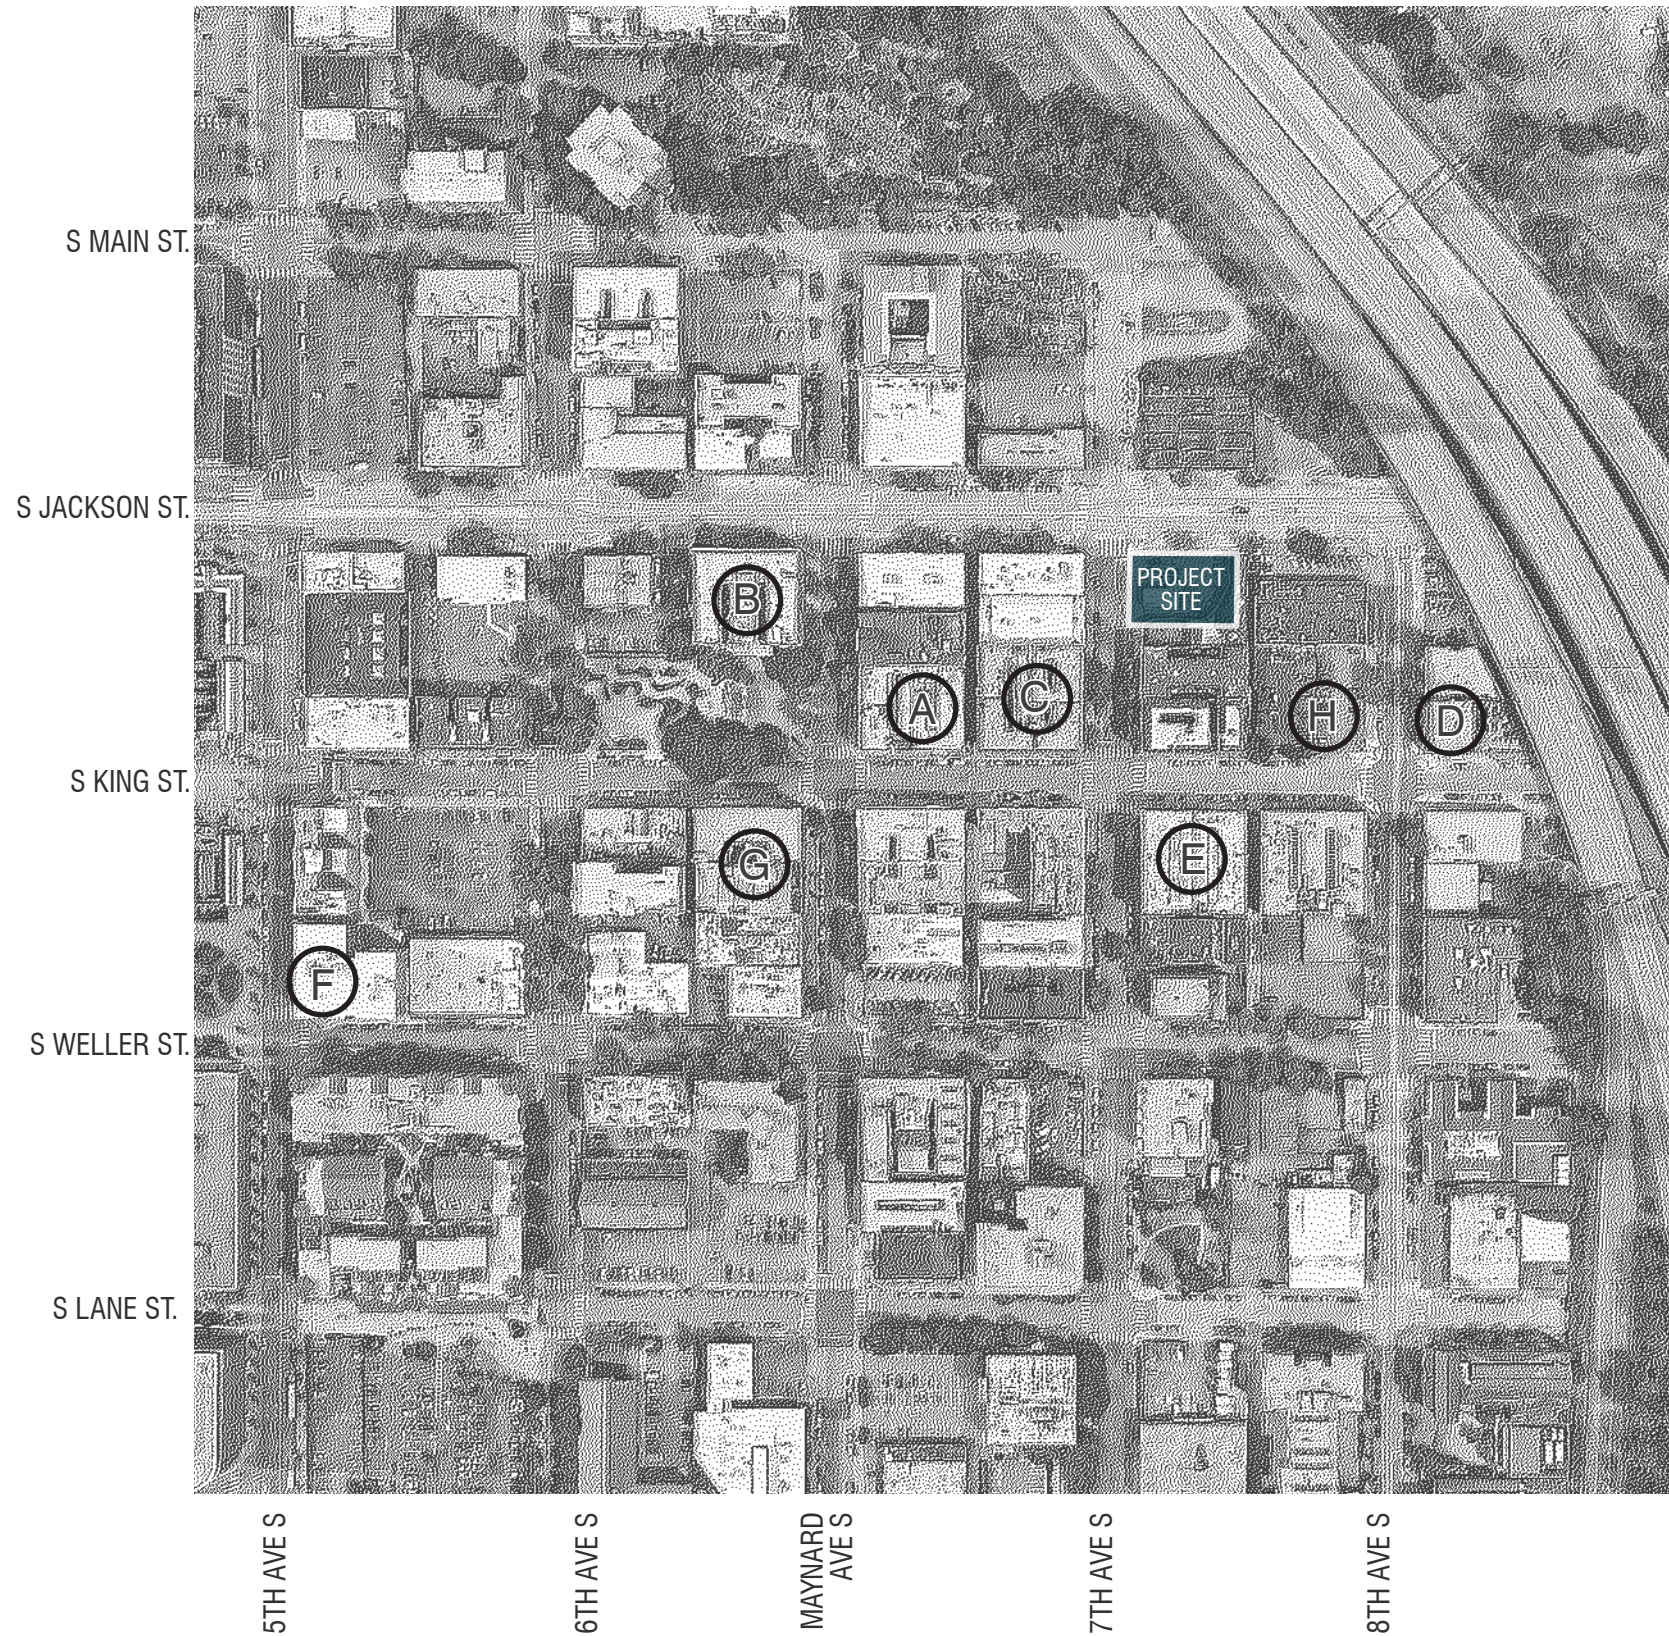 S MAIN ST.
S JACKSON ST.
PROJECT
SITE
B
A
C
H
D
S KING ST.
E
G
F
S WELLER ST.
S LANE ST.
5TH AVE S
6TH AVE S
MAYNARD
AVE S
7TH AVE S
8TH AVE S